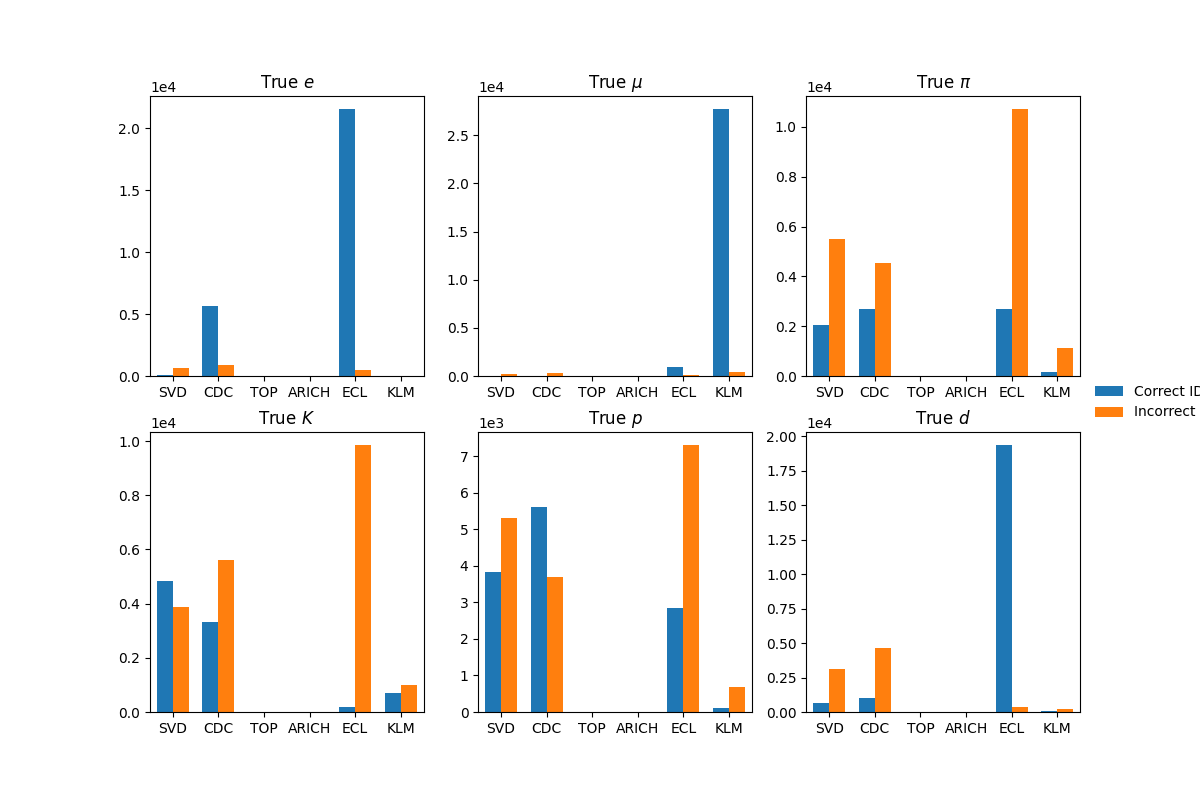 True e
True μ
True π
1e4
1e4
1e4
2.0
1.5
1.0
0.5
0.0
2.5
2.0
1.5
1.0
0.5
0.0
1.0
0.8
0.6
0.4
0.2
0.0
SVD CDC TOP ARICH ECL KLM
SVD CDC TOP ARICH ECL KLM
SVD CDC TOP ARICH ECL KLM
Correct ID
Incorrect
True K
True p
True d
1e4
1e3
1e4
1.0
0.8
0.6
0.4
0.2
0.0
7
6
5
4
3
2
1
0
2.00
1.75
1.50
1.25
1.00
0.75
0.50
0.25
0.00
SVD CDC TOP ARICH ECL KLM
SVD CDC TOP ARICH ECL KLM
SVD CDC TOP ARICH ECL KLM